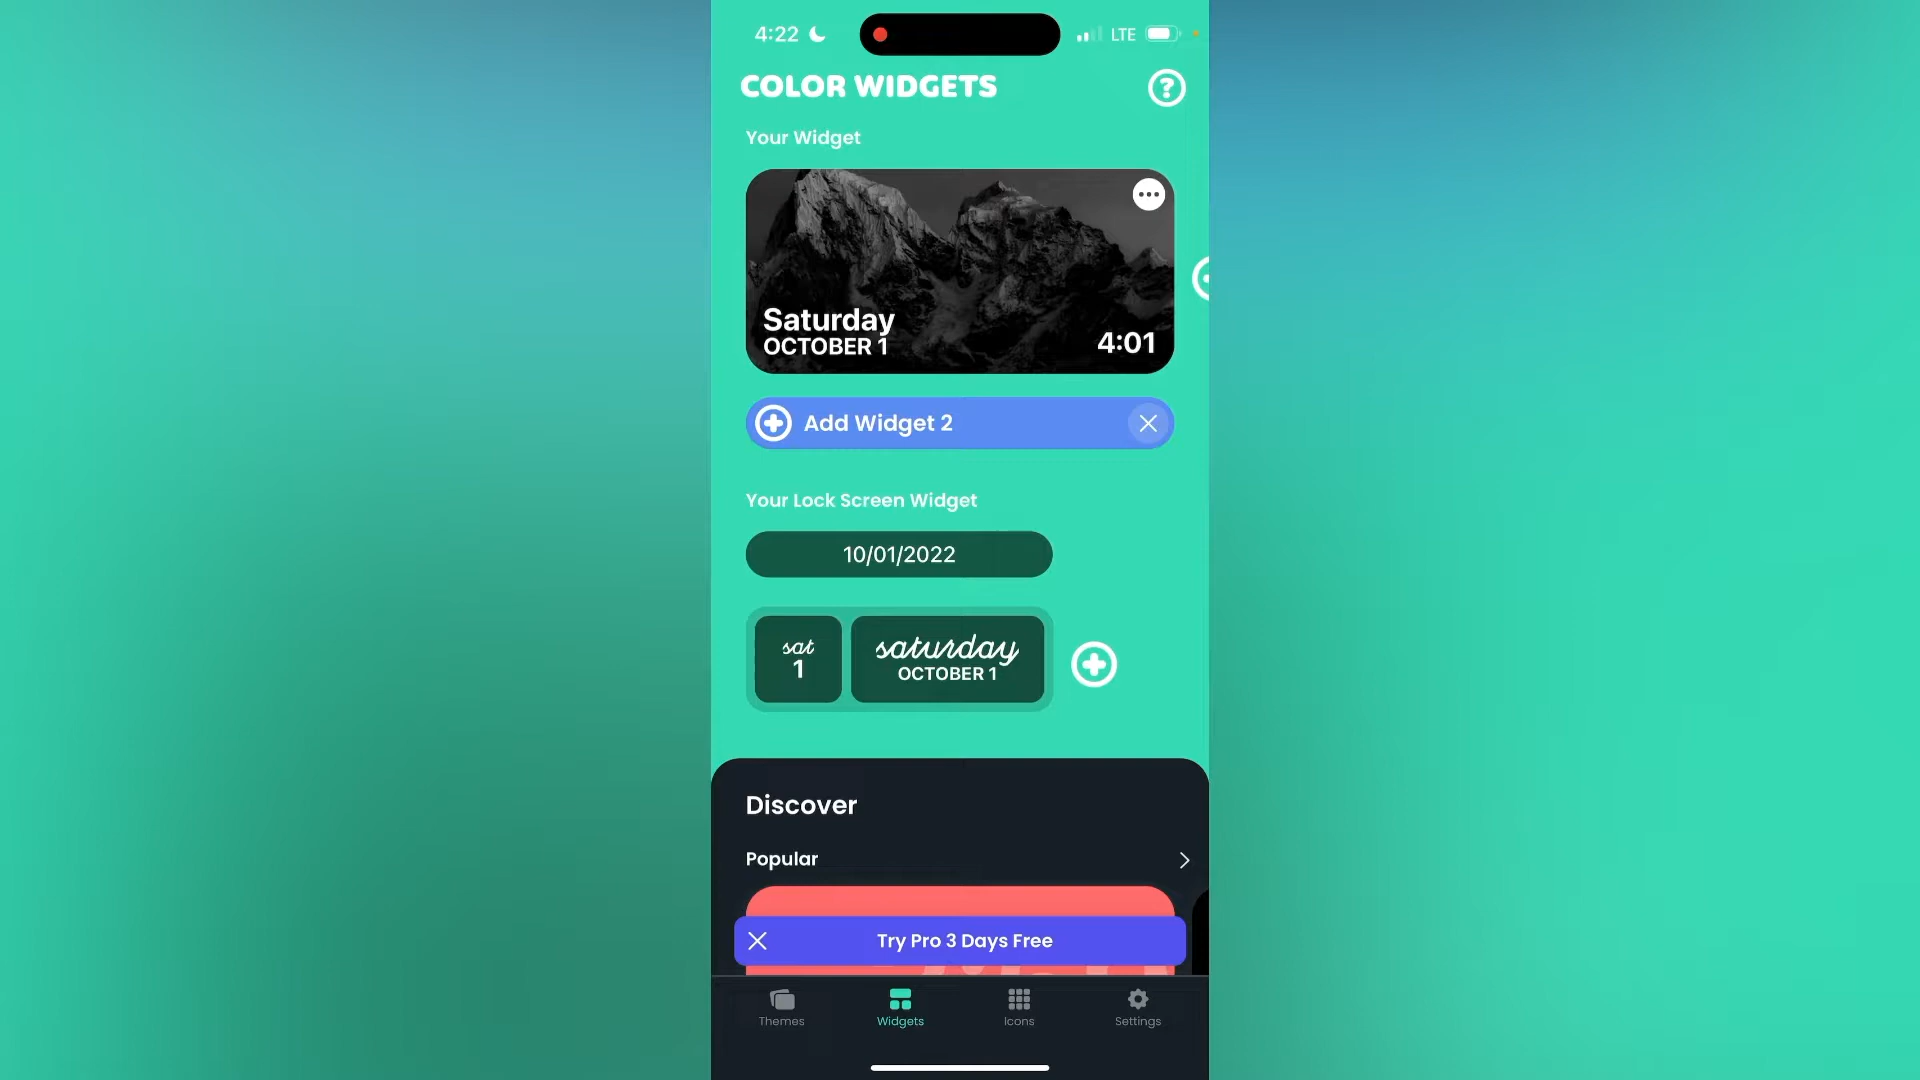 4:22
LTE
COLOR WIDGETS
?
Your Widget
Saturday
OCTOBER 1
4:01
Add Widget 2
Your Lock Screen Widget
10/01/2022
sat
1
saturday
OCTOBER 1
Discover
Popular
Try Pro 3 Days Free
Themes
Widgets
Icons
Settings